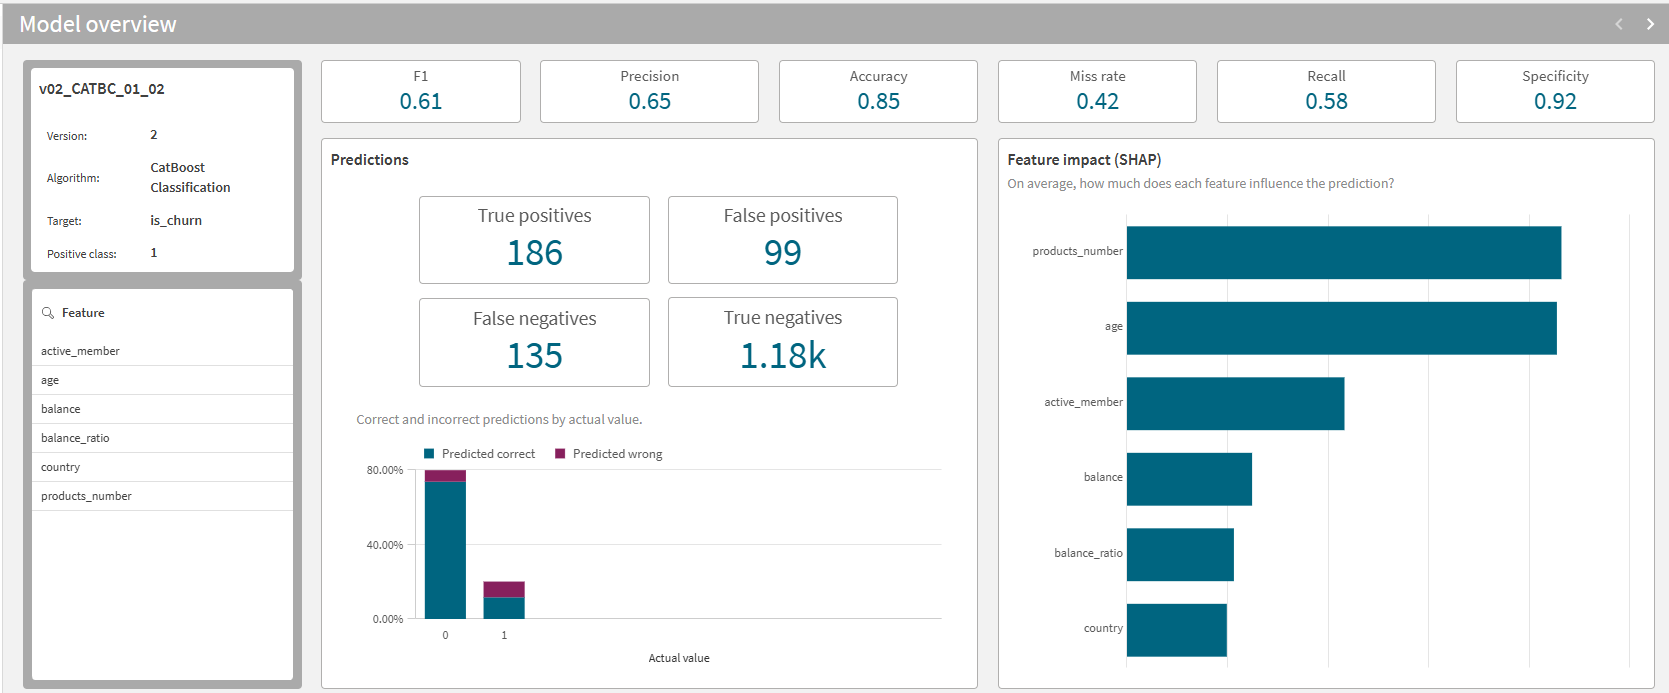 Model overview
v02_CATBC_01_02
Version: 2
Algorithm: CatBoost
Classification
Target: is_churn
Positive class: 1
Feature
active_member
age
balance
balance_ratio
country
products_number
F1
0.61
Precision
0.65
Accuracy
0.85
Miss rate
0.42
Recall
0.58
Specificity
0.92
Predictions
True positives
186
False positives
99
False negatives
135
True negatives
1.18k
Correct and incorrect predictions by actual value.
Predicted correct Predicted wrong
80.00%
40.00%
0.00%
0 1
Actual value
Feature impact (SHAP)
On average, how much does each feature influence the prediction?
products_number
age
active_member
balance
balance_ratio
country